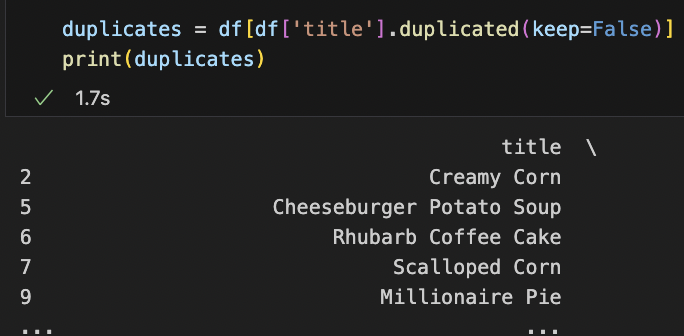 duplicates = df[df['title'].duplicated(keep=False)]
print(duplicates)
1.7s
title \
2 Creamy Corn
5 Cheeseburger Potato Soup
6 Rhubarb Coffee Cake
7 Scalloped Corn
9 Millionaire Pie
... ...